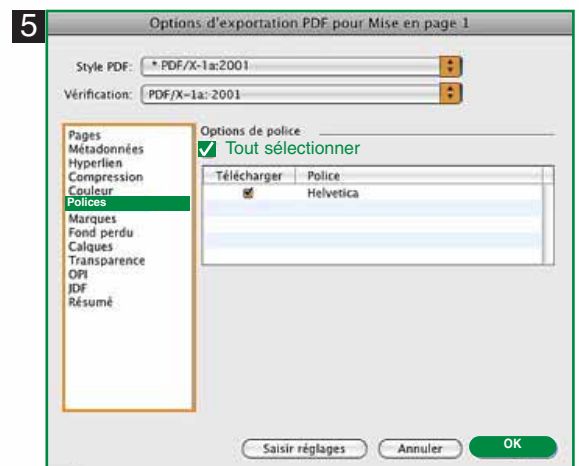 5
Options d'exportation PDF pour Mise en page 1
Style PDF: * PDF/X-1a:2001
Vérification: PDF/X-1a: 2001
Pages
Métadonnées
Hyperlien
Compression
Couleur
Polices
Marques
Fond perdu
Calques
Transparence
OPI
JDF
Résumé
Options de police
Tout sélectionner
Télécharger Police
Helvetica
Saisir réglages Annuler OK